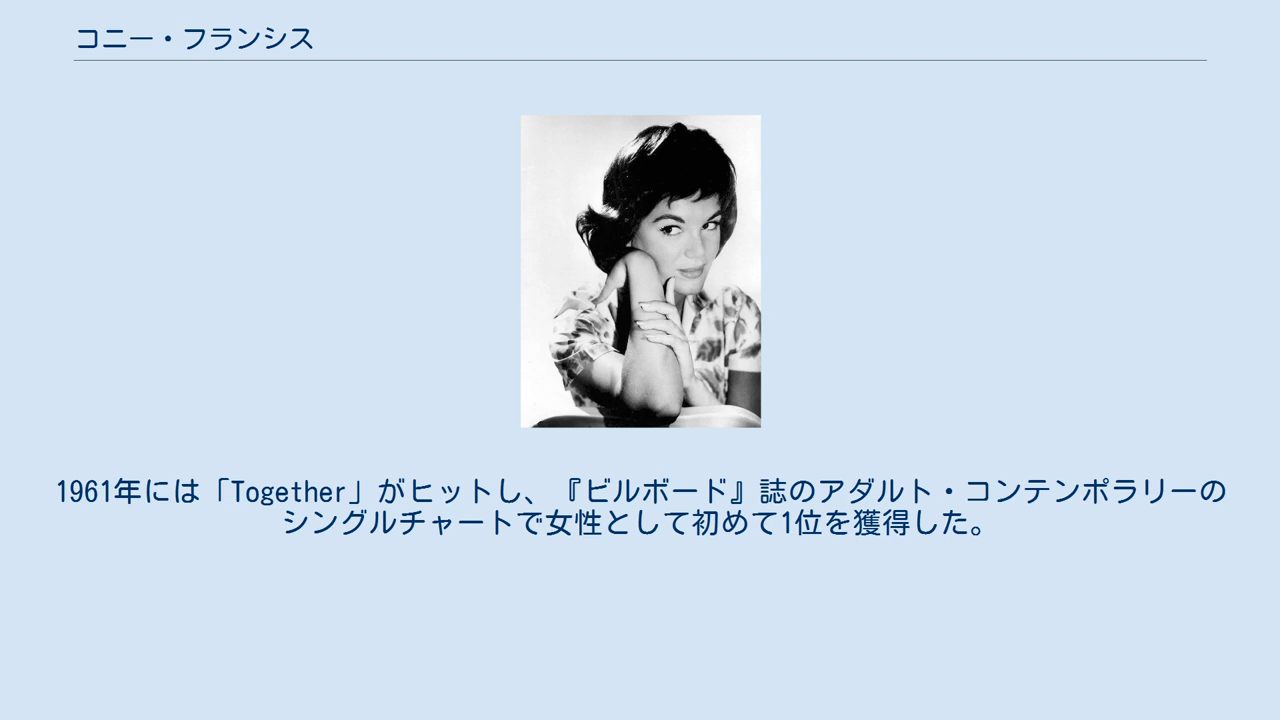 コニー・フランシス
1961年には「Together」がヒットし、『ビルボード』誌のアダルト・コンテンポラリーの
シングルチャートで女性として初めて1位を獲得した。